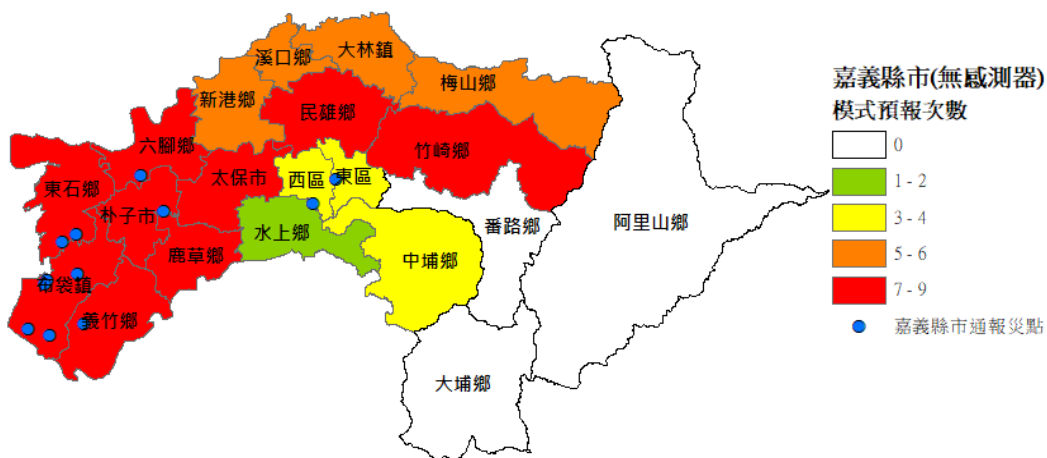 大林鎮
溪口鄉
梅山鄉
新港鄉
民雄鄉
六腳鄉
竹崎鄉
東石鄉
太保市
西區
東區
朴子市
水上鄉
番路鄉
阿里山鄉
鹿草鄉
中埔鄉
布袋鎮
義竹鄉
大埔鄉
嘉義縣市(無感測器)
模式預報次數
0
1 - 2
3 - 4
5 - 6
7 - 9
嘉義縣市通報災點